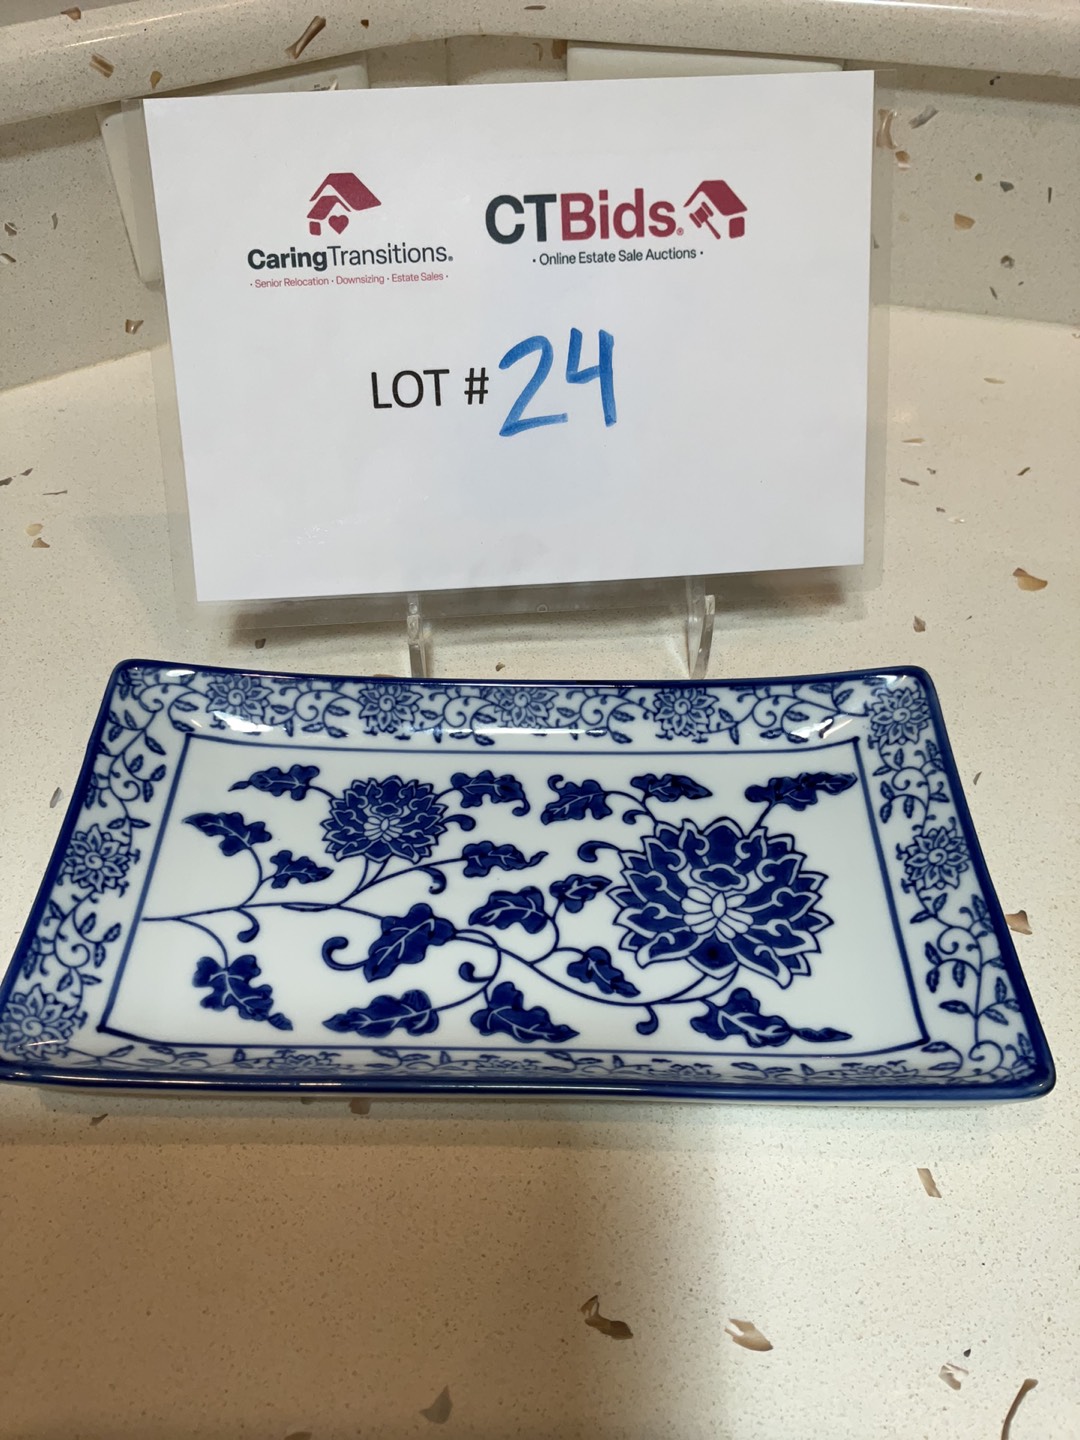 CaringTransitions®
· Senior Relocation · Downsizing · Estate Sales ·
CTBids®
· Online Estate Sale Auctions ·
LOT # 24